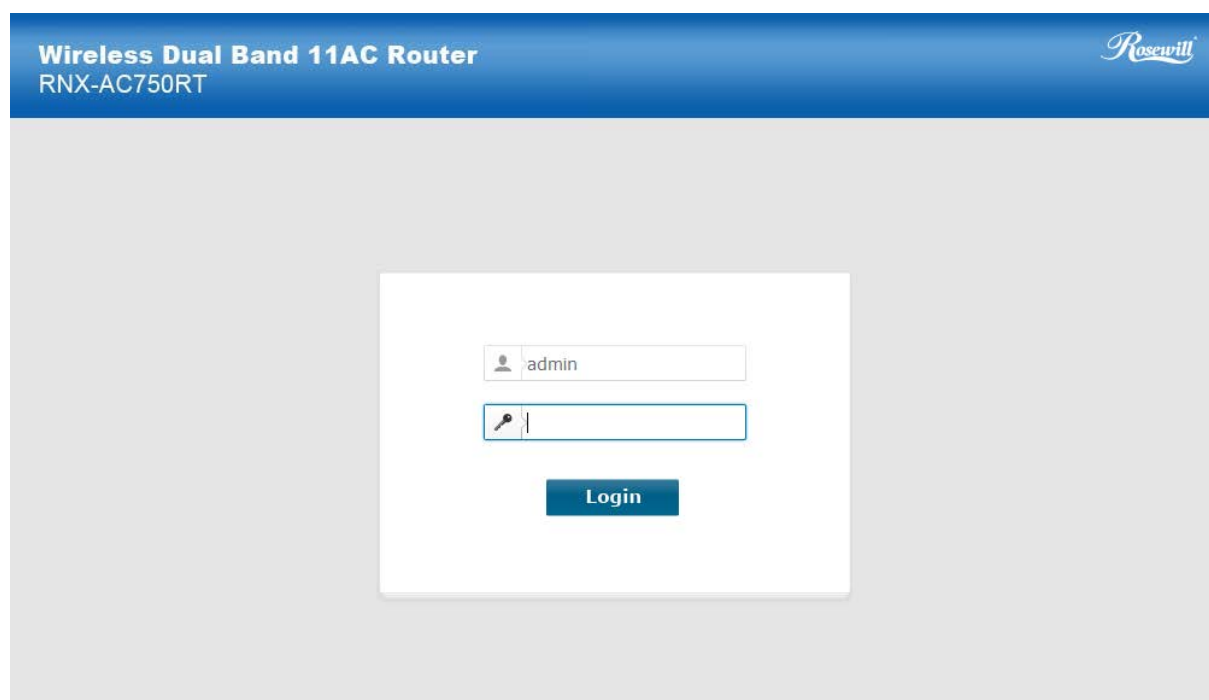 Wireless Dual Band 11AC Router
Rosewill
RNX-AC750RT
admin
Login